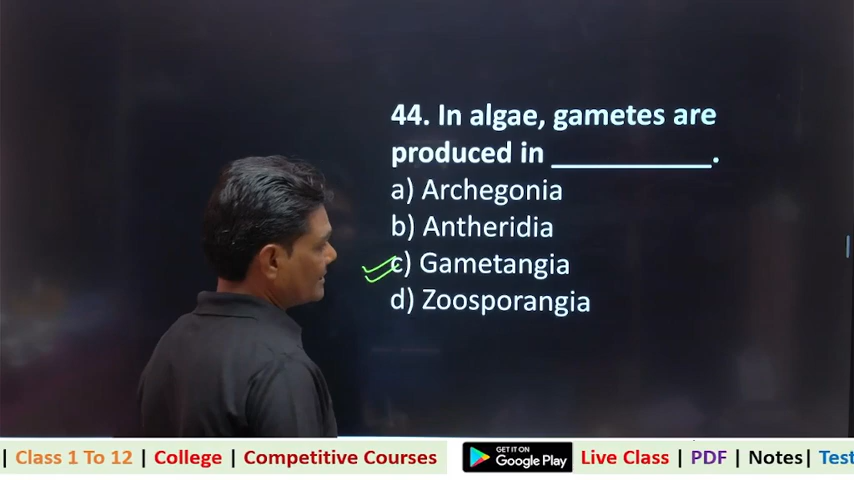 44. In algae, gametes are
produced in ___________.
a) Archegonia
b) Antheridia
c) Gametangia
d) Zoosporangia
| Class 1 To 12 | College | Competitive Courses
GET IT ON
Google Play
Live Class | PDF | Notes| Test